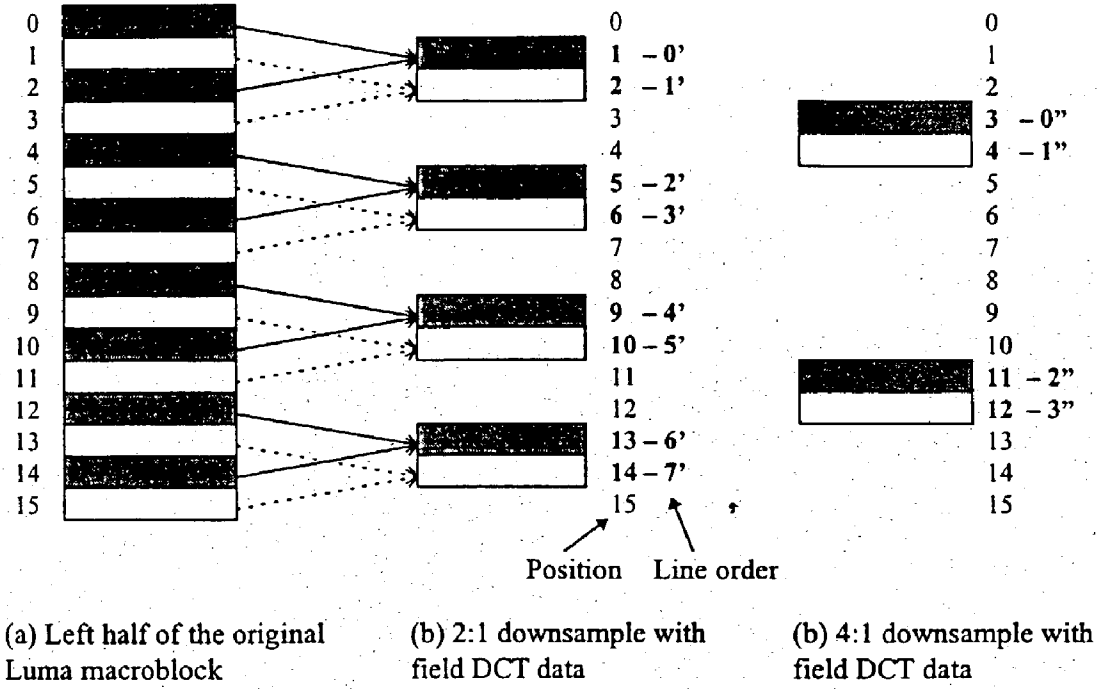 0 0 0
1 1 – 0’ 1
2 2 – 1’ 2
3 3 3 – 0”
4 4 4 – 1”
5 5 – 2’ 5
6 6 – 3’ 6
7 7 7
8 8 8
9 9 – 4’ 9
10 10 – 5’ 10
11 11 11 – 2”
12 12 12 – 3”
13 13 – 6’ 13
14 14 – 7’ 14
15 15 15
Position Line order
(a) Left half of the original
Luma macroblock
(b) 2:1 downsample with
field DCT data
(b) 4:1 downsample with
field DCT data